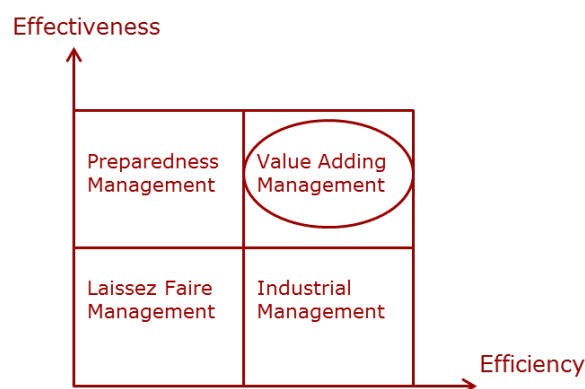 Effectiveness
Preparedness
Management
Value Adding
Management
Laissez Faire
Management
Industrial
Management
Efficiency